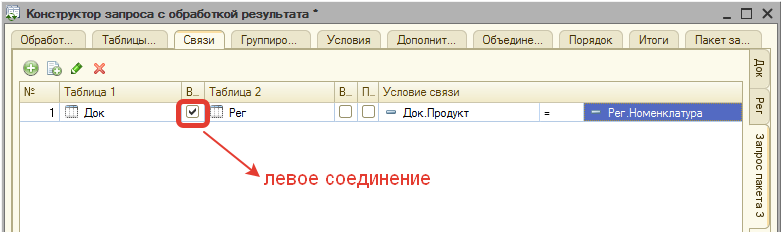 Конструктор запроса с обработкой результата *
Обработ... Таблицы... Связи Группиро... Условия Дополнит... Объедине... Порядок Итоги Пакет за...
№ Таблица 1 В... Таблица 2 В... П... Условие связи
1 Док Рег Док.Продукт = Рег.Номенклатура
левое соединение
Док
Рег
Запрос пакета 3